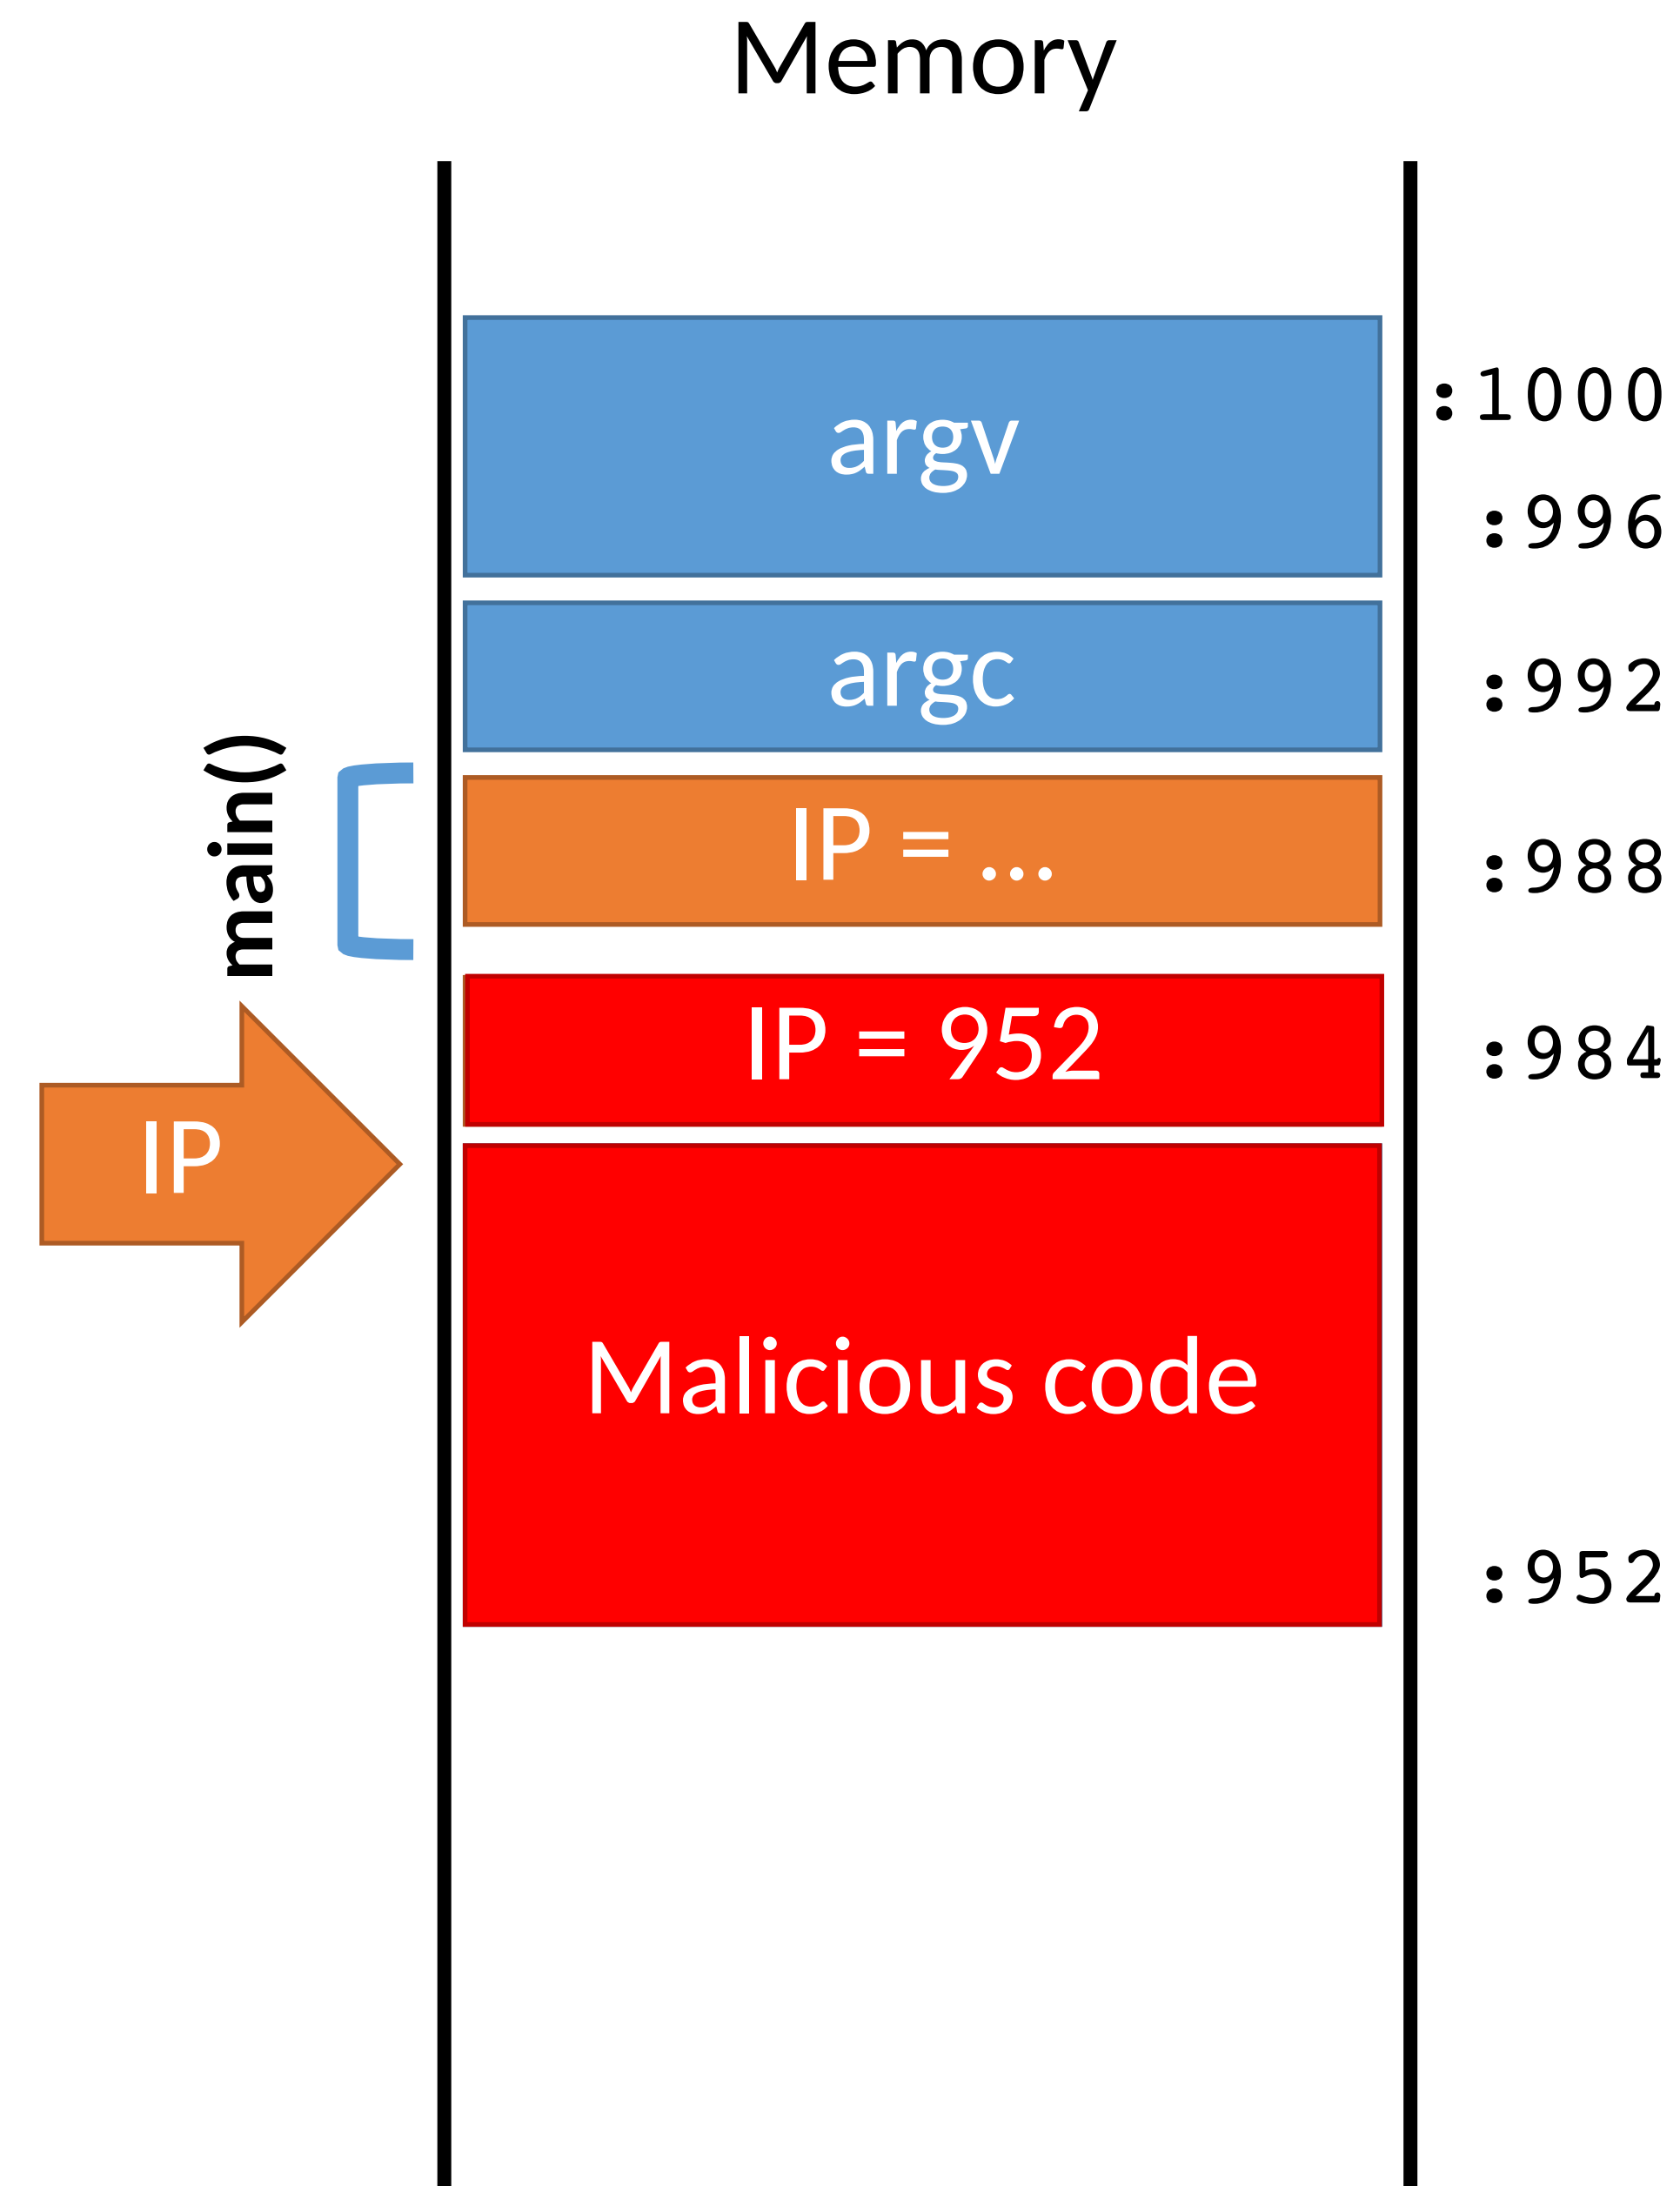 Memory
argv
:1000
:996
argc
:992
main()
IP = ...
:988
IP = 952
:984
IP
Malicious code
:952